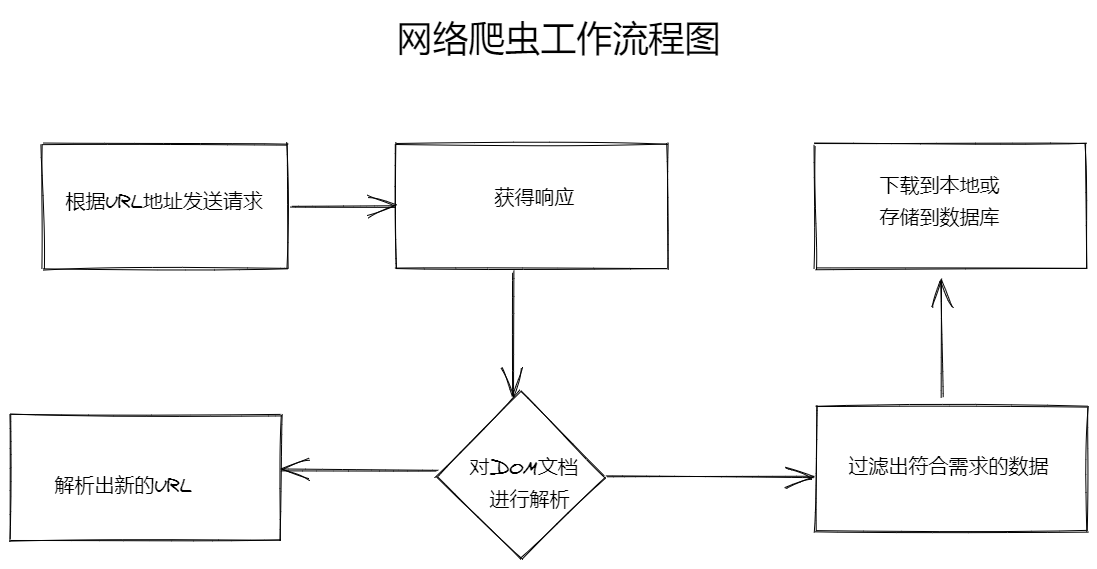 网络爬虫工作流程图
根据URL地址发送请求
获得响应
下载到本地或
存储到数据库
解析出新的URL
对DOM文档
进行解析
过滤出符合需求的数据